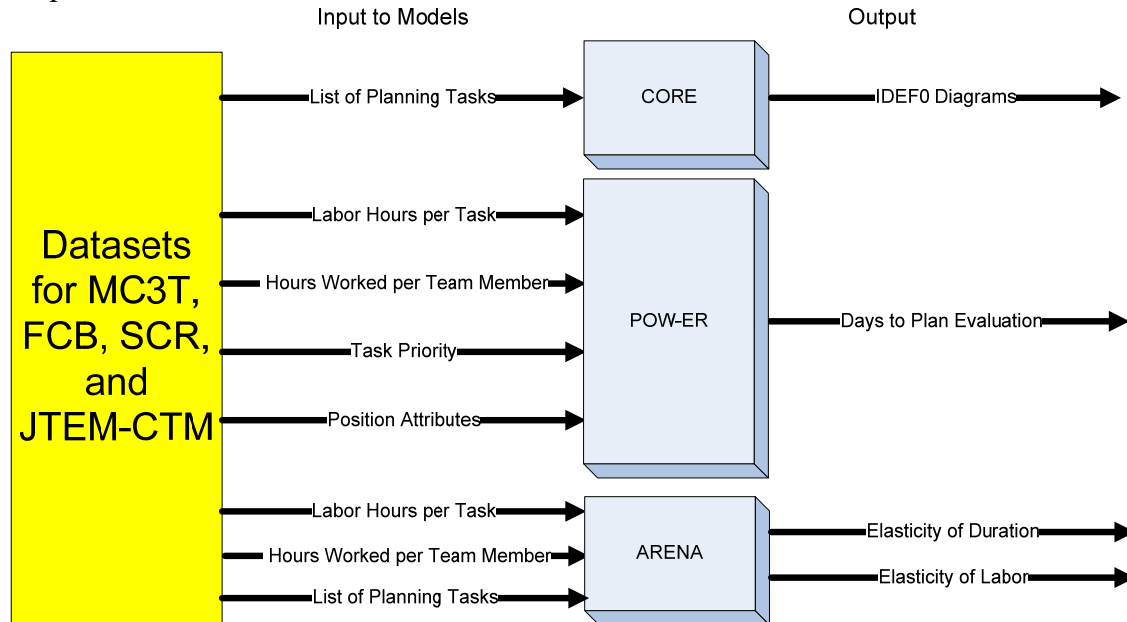 Input to Models
Output
Datasets
for MC3T,
FCB, SCR,
and
JTEM-CTM
List of Planning Tasks
CORE
IDEF0 Diagrams
Labor Hours per Task
Hours Worked per Team Member
Task Priority
Position Attributes
POW-ER
Days to Plan Evaluation
Labor Hours per Task
Hours Worked per Team Member
List of Planning Tasks
ARENA
Elasticity of Duration
Elasticity of Labor